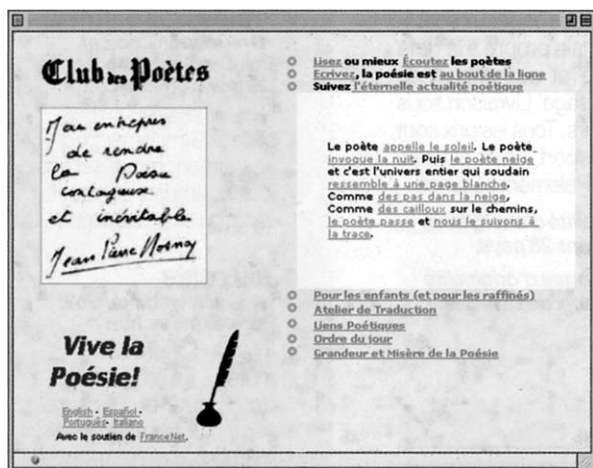 Club des Poètes
J'ai entrepris
de rendre
la Poésie
contagieuse
et inévitable
Jean Pierre Rosnay
Vive la
Poésie!
English - Español -
Português- Italiano
Avec le soutien de FranceNet.
Lisez ou mieux Écoutez les poètes
Ecrivez, la poésie est au bout de la ligne
Suivez l'éternelle actualité poétique
Le poète appelle le soleil. Le poète
invoque la nuit. Puis le poète neige
et c'est l'univers entier qui soudain
ressemble à une page blanche.
Comme des pas dans la neige,
Comme des cailloux sur le chemins,
le poète passe et nous le suivons à
la trace.
Pour les enfants (et pour les raffinés)
Atelier de Traduction
Liens Poétiques
Ordre du jour
Grandeur et Misère de la Poésie